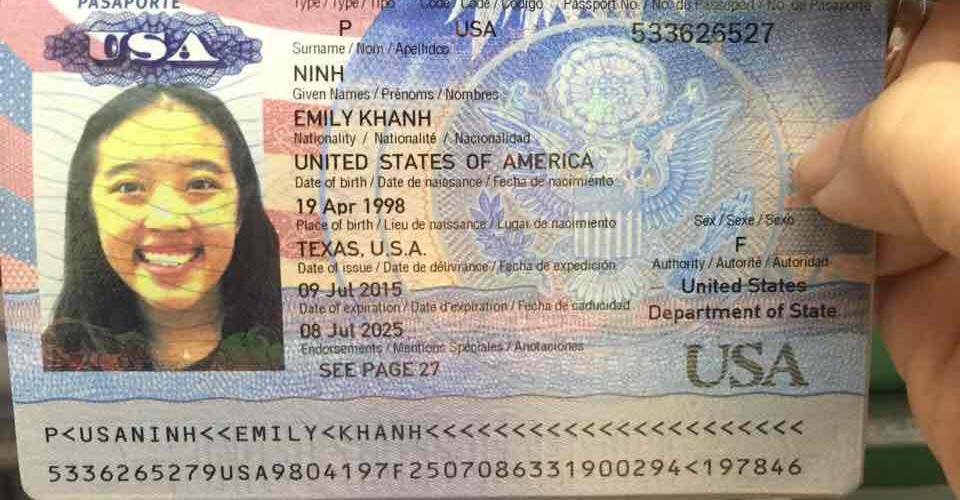 PASAPORTE
USA
Type / Type / Tipo Code / Code / Código Passport No. / No. du Passeport / No. de Pasaporte
P USA 533626527
Surname / Nom / Apellidos
NINH
Given Names / Prénoms / Nombres
EMILY KHANH
Nationality / Nationalité / Nacionalidad
UNITED STATES OF AMERICA
Date of birth / Date de naissance / Fecha de nacimiento
19 Apr 1998
Place of birth / Lieu de naissance / Lugar de nacimiento
Sex / Sexe / Sexo
TEXAS, U.S.A.
F
Date of issue / Date de délivrance / Fecha de expedición
Authority / Autorité / Autoridad
09 Jul 2015
United States
Date of expiration / Date d'expiration / Fecha de caducidad
Department of State
08 Jul 2025
Endorsements / Mentions Spéciales / Anotaciones
SEE PAGE 27
USA
P<USANINH<<EMILY<KHANH<<<<<<<<<<<<<<<<<<<<<<
5336265279USA9804197F2507086331900294<197846